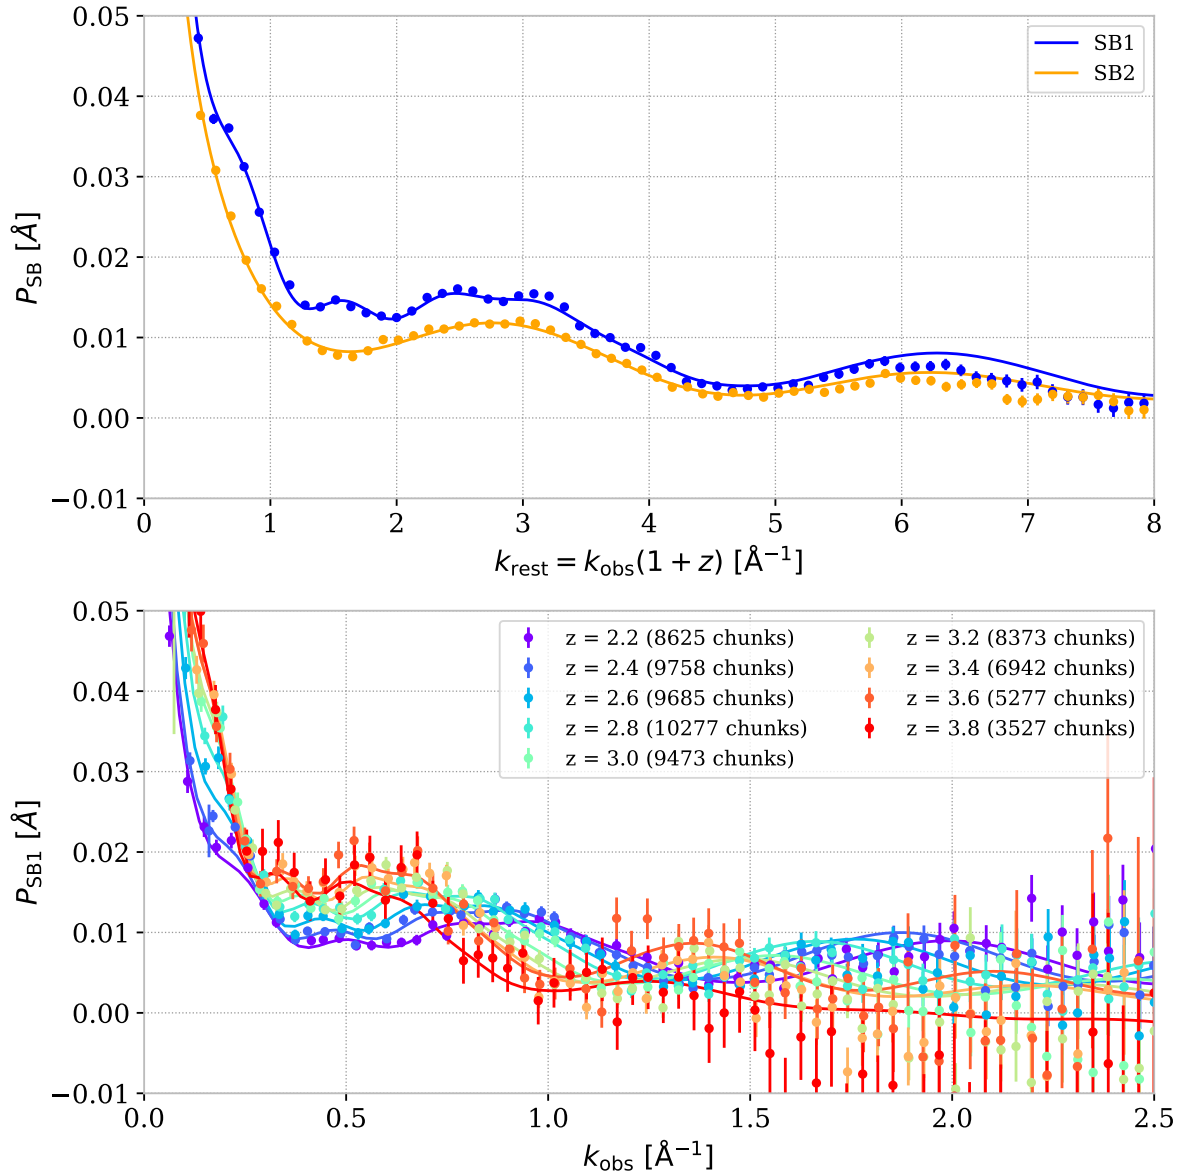 0.05
0.04
0.03
0.02
0.01
0.00
−0.01
P_SB [Å]
SB1
SB2
0 1 2 3 4 5 6 7 8
k_rest = k_obs(1 + z) [Å⁻¹]
0.05
0.04
0.03
0.02
0.01
0.00
−0.01
P_SB1 [Å]
z = 2.2 (8625 chunks)
z = 2.4 (9758 chunks)
z = 2.6 (9685 chunks)
z = 2.8 (10277 chunks)
z = 3.0 (9473 chunks)
z = 3.2 (8373 chunks)
z = 3.4 (6942 chunks)
z = 3.6 (5277 chunks)
z = 3.8 (3527 chunks)
0.0 0.5 1.0 1.5 2.0 2.5
k_obs [Å⁻¹]